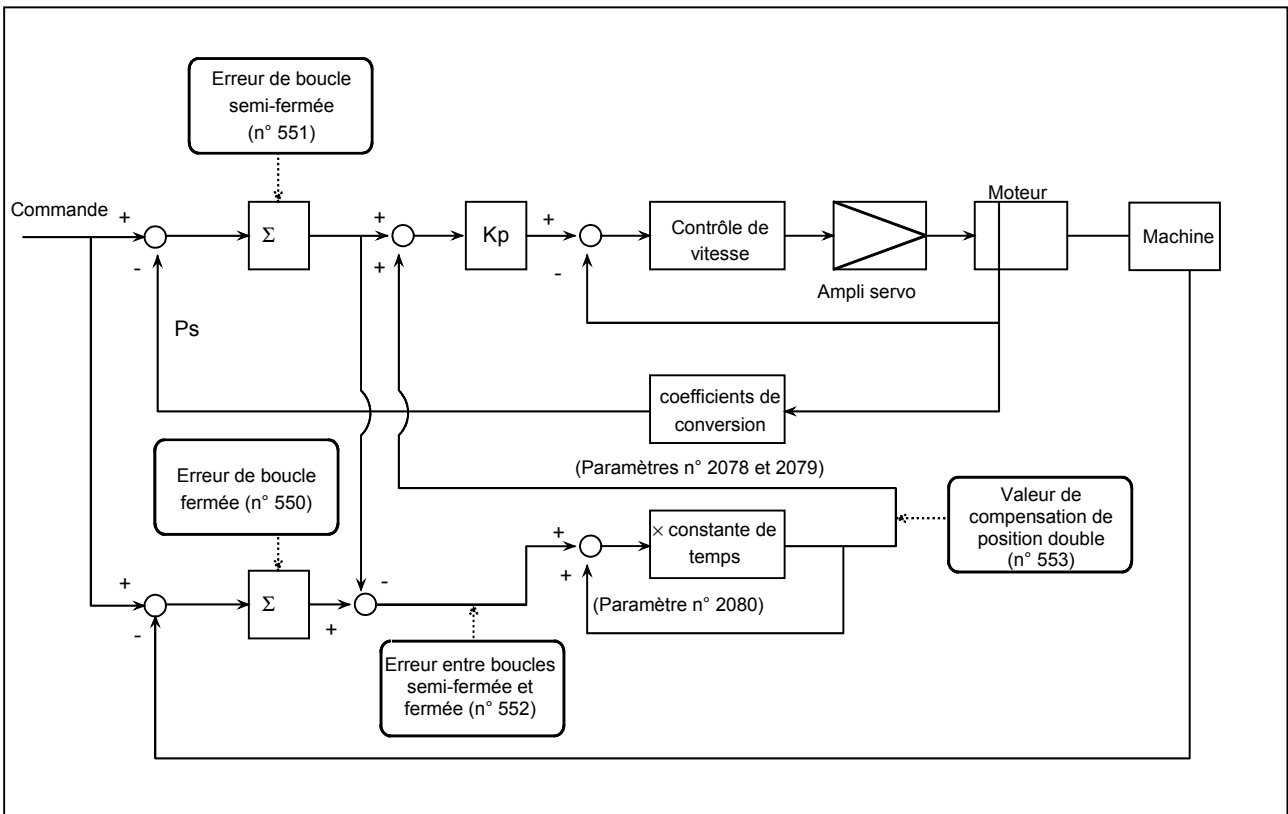 Erreur de boucle
semi-fermée
(n° 551)
Commande
+
-
Σ
+
+
Kp
+
-
Contrôle de
vitesse
Ampli servo
Moteur
Machine
Ps
coefficients de
conversion
(Paramètres n° 2078 et 2079)
Erreur de boucle
fermée (n° 550)
Valeur de
compensation de
position double
(n° 553)
+
-
Σ
+
-
+
+
× constante de
temps
(Paramètre n° 2080)
Erreur entre boucles
semi-fermée et
fermée (n° 552)